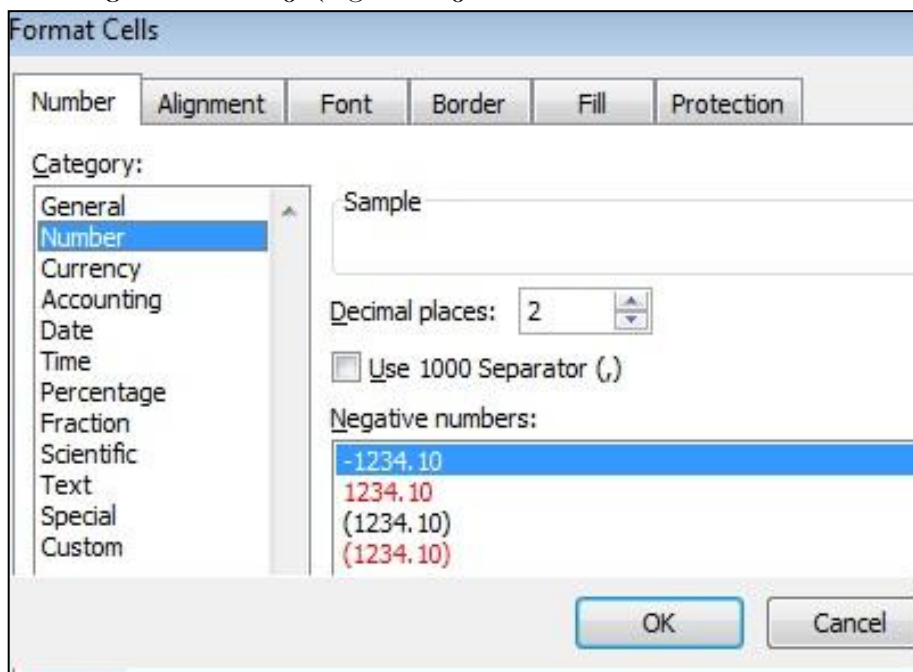 Format Cells
Number Alignment Font Border Fill Protection
Category:
General
Number
Currency
Accounting
Date
Time
Percentage
Fraction
Scientific
Text
Special
Custom
Sample
Decimal places: 2
Use 1000 Separator (,)
Negative numbers:
-1234.10
1234.10
(1234.10)
(1234.10)
OK Cancel